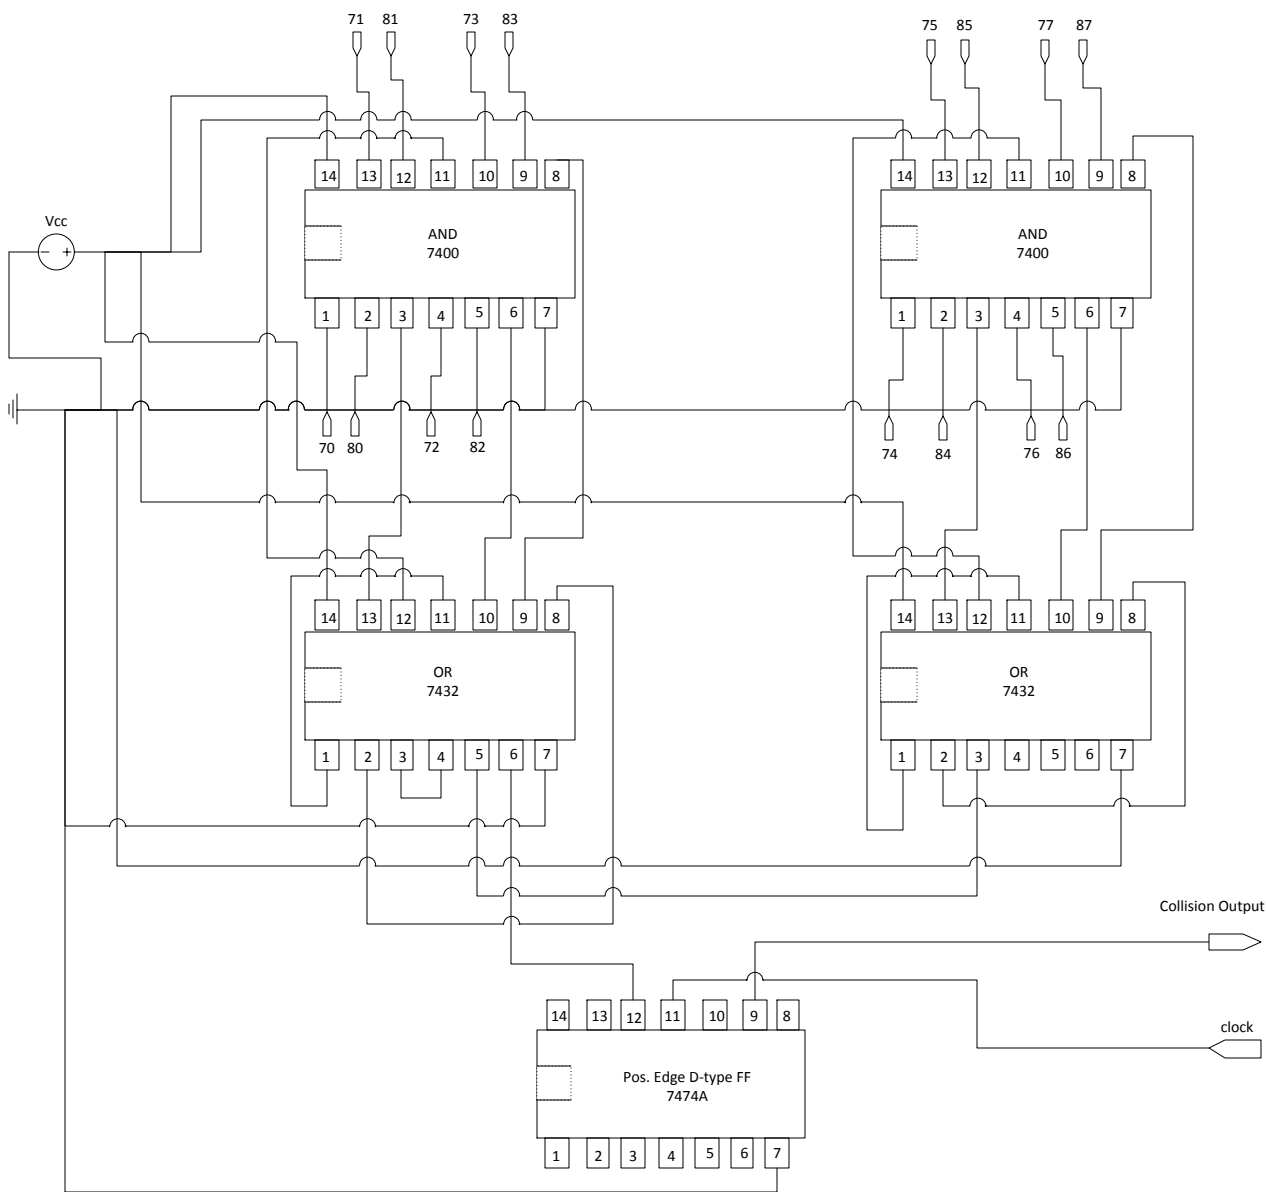 71 81 73 83 75 85 77 87
14 13 12 11 10 9 8 14 13 12 11 10 9 8
Vcc
- +
AND
7400
AND
7400
1 2 3 4 5 6 7 1 2 3 4 5 6 7
70 80 72 82 74 84 76 86
14 13 12 11 10 9 8 14 13 12 11 10 9 8
OR
7432
OR
7432
1 2 3 4 5 6 7 1 2 3 4 5 6 7
Collision Output
14 13 12 11 10 9 8
clock
Pos. Edge D-type FF
7474A
1 2 3 4 5 6 7